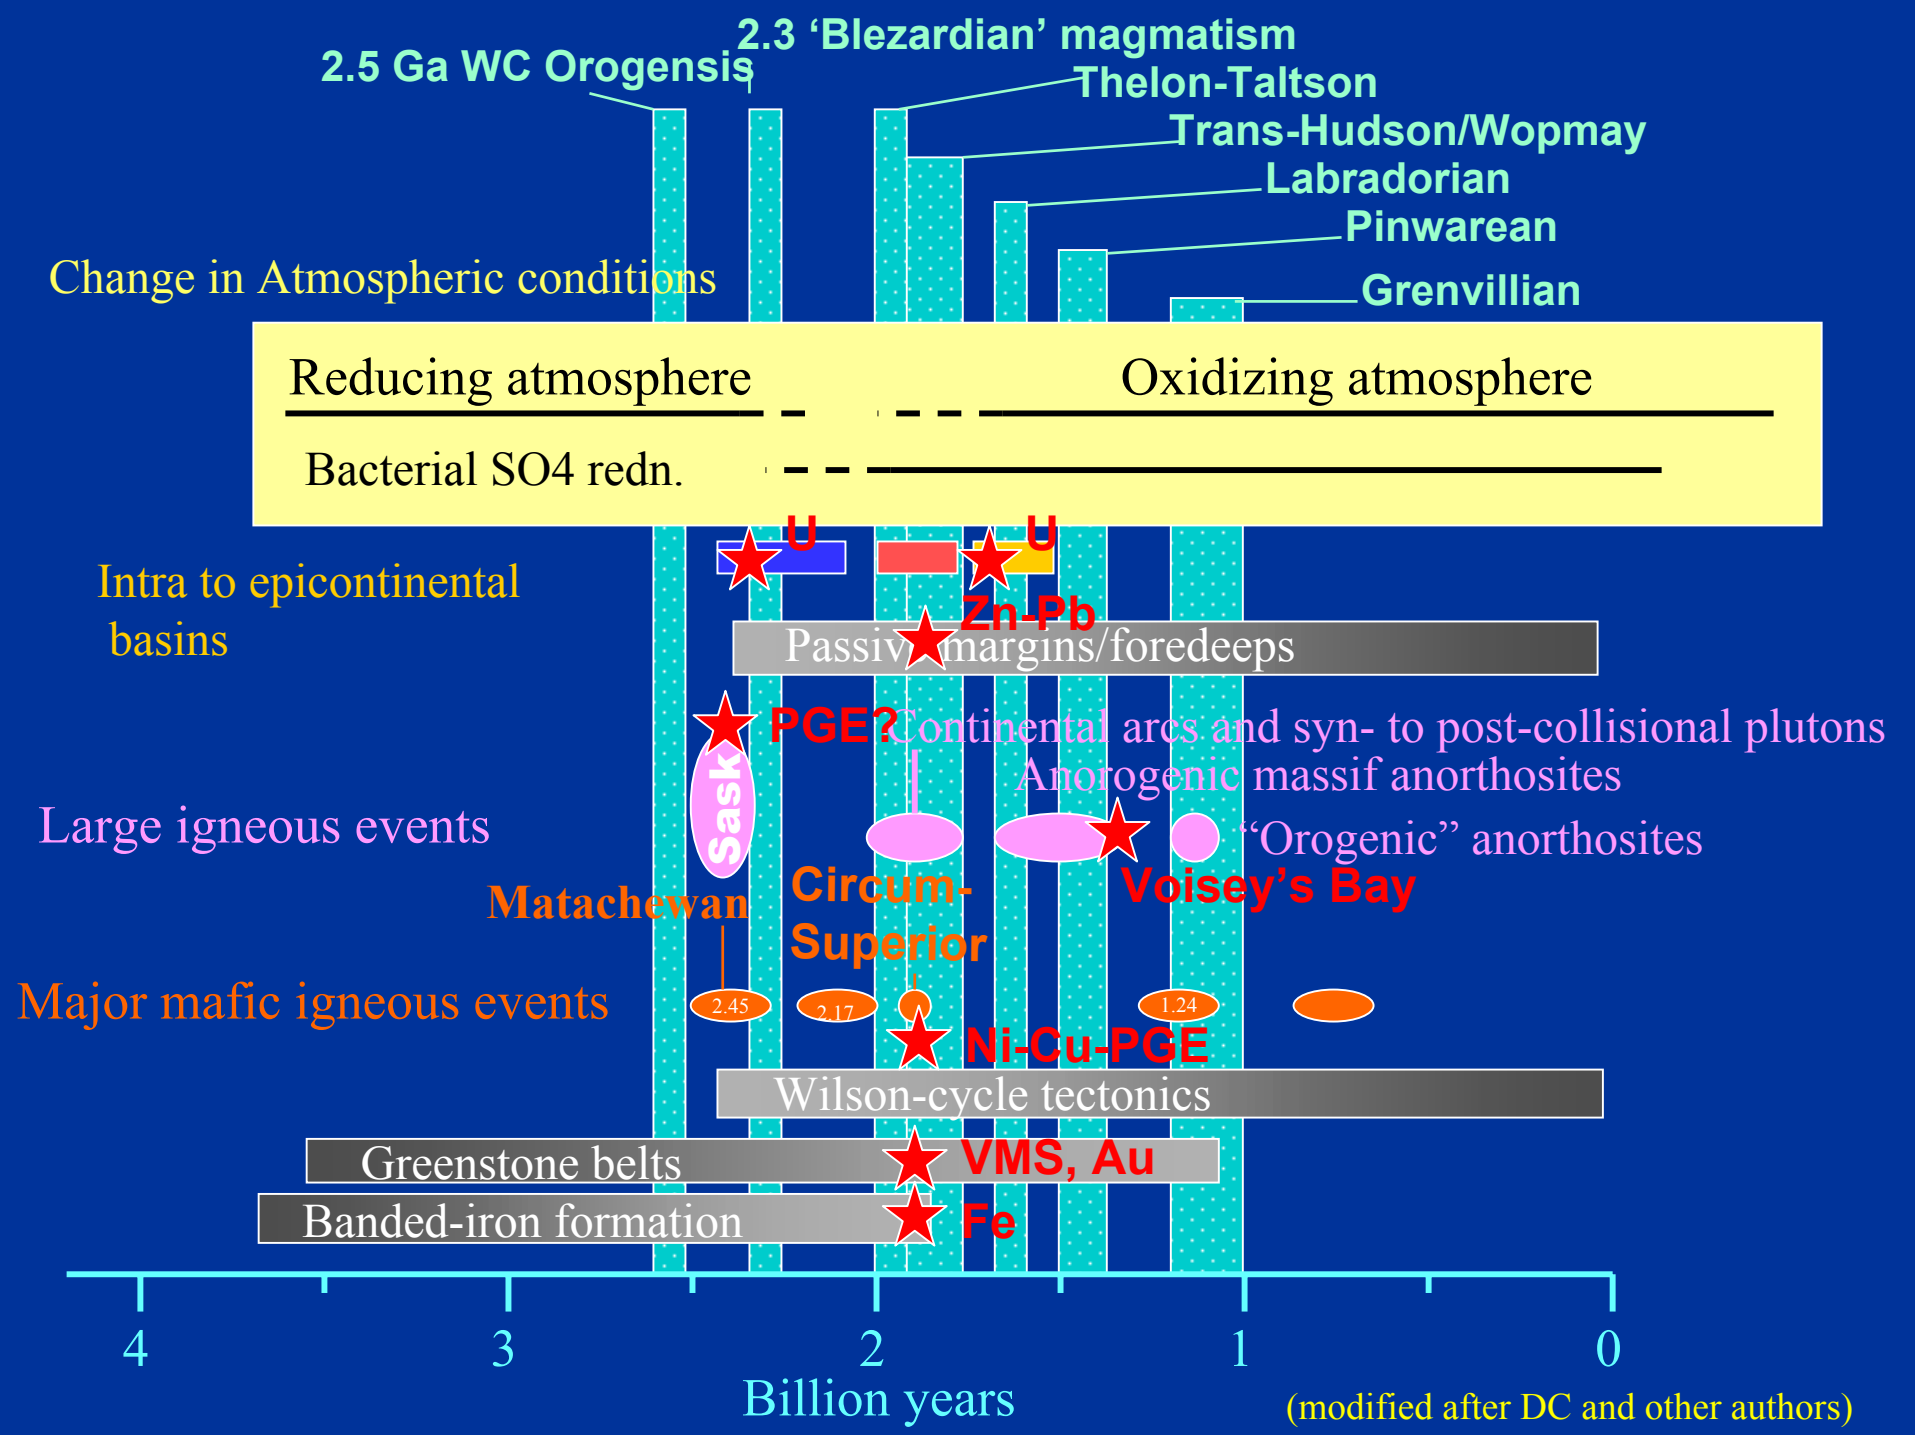 2.3 ‘Blezardian’ magmatism
2.5 Ga WC Orogensis
Thelon-Taltson
Trans-Hudson/Wopmay
Labradorian
Pinwarean
Change in Atmospheric conditions
Grenvillian
Reducing atmosphere
Oxidizing atmosphere
Bacterial SO4 redn.
U
U
Intra to epicontinental
basins
Zn-Pb
Passive margins/foredeeps
PGE?
Continental arcs and syn- to post-collisional plutons
Anorogenic massif anorthosites
Sask
Large igneous events
“Orogenic” anorthosites
Voisey’s Bay
Circum-
Superior
Matachewan
Major mafic igneous events
2.45
2.17
1.24
Ni-Cu-PGE
Wilson-cycle tectonics
Greenstone belts
VMS, Au
Banded-iron formation
Fe
4
3
2
1
0
Billion years
(modified after DC and other authors)